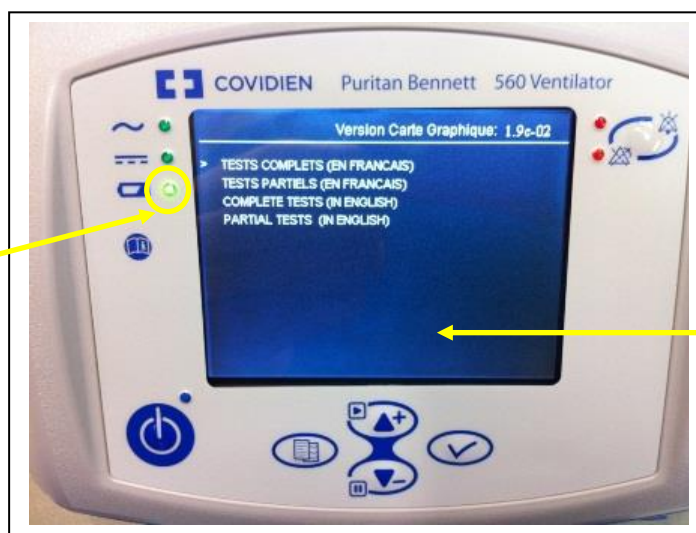 COVIDIEN Puritan Bennett 560 Ventilator
Version Carte Graphique: 1.9c-02
> TESTS COMPLETS (EN FRANCAIS)
TESTS PARTIELS (EN FRANCAIS)
COMPLETE TESTS (IN ENGLISH)
PARTIAL TESTS (IN ENGLISH)